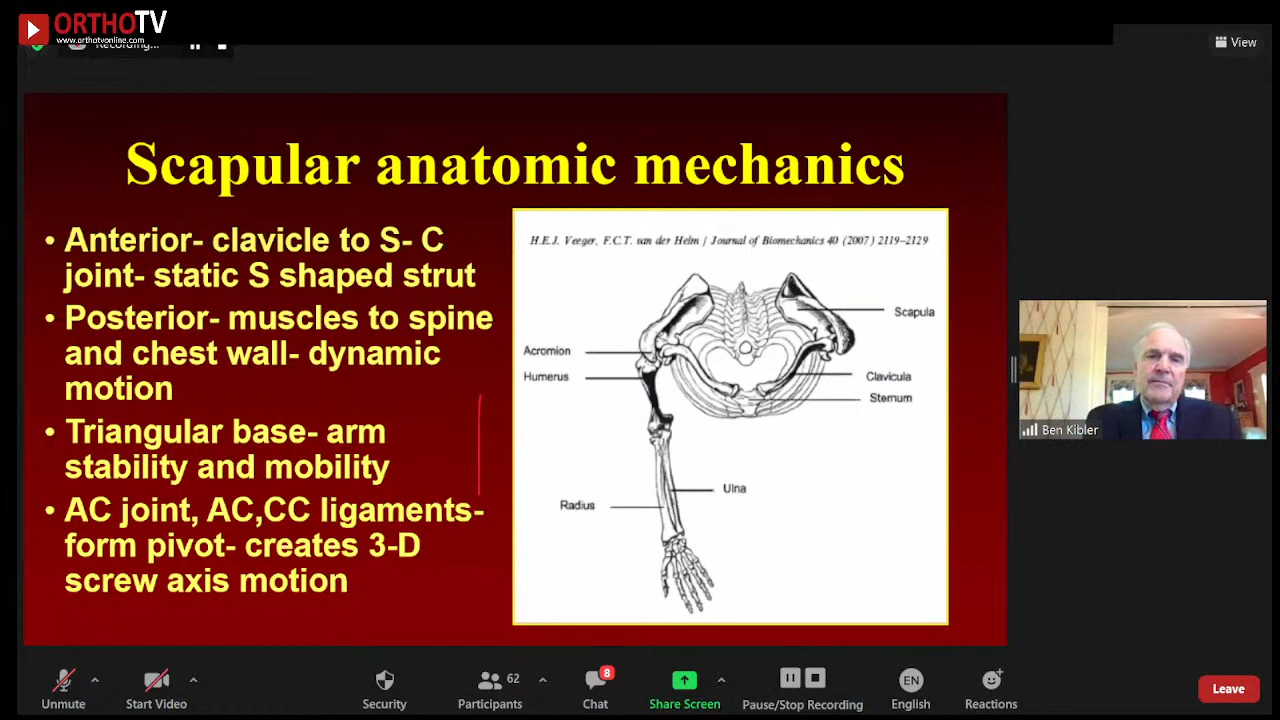 ORTHOTV
www.orthotvonline.com
Recording...
View
Scapular anatomic mechanics
• Anterior- clavicle to S- C
joint- static S shaped strut
• Posterior- muscles to spine
and chest wall- dynamic
motion
• Triangular base- arm
stability and mobility
• AC joint, AC,CC ligaments-
form pivot- creates 3-D
screw axis motion
H.E.J. Veeger, F.C.T. van der Helm / Journal of Biomechanics 40 (2007) 2119-2129
Scapula
Acromion
Humerus
Clavicula
Sternum
Ulna
Radius
Ben Kibler
Unmute
Start Video
Security
62
Participants
8
Chat
Share Screen
Pause/Stop Recording
EN
English
Reactions
Leave